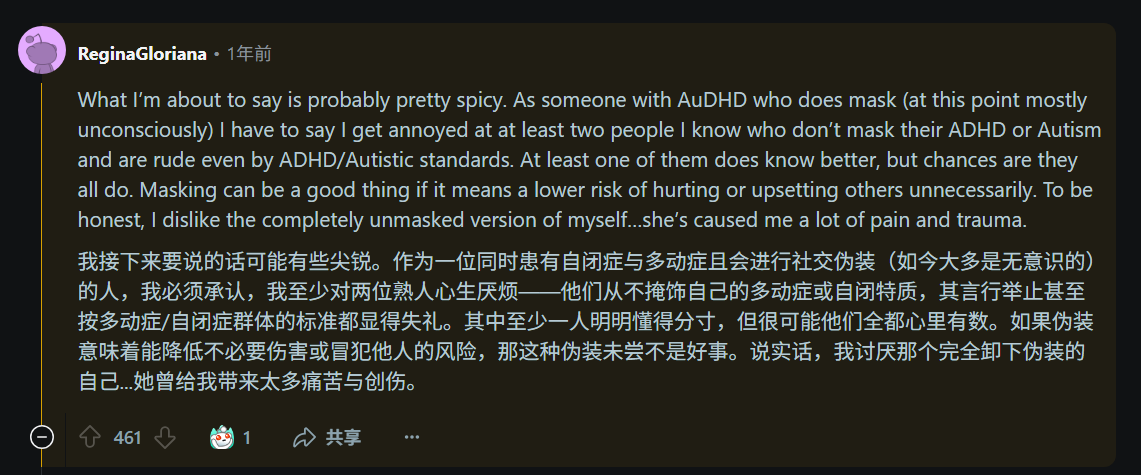 ReginaGloriana • 1年前
What I’m about to say is probably pretty spicy. As someone with AuDHD who does mask (at this point mostly
unconsciously) I have to say I get annoyed at at least two people I know who don’t mask their ADHD or Autism
and are rude even by ADHD/Autistic standards. At least one of them does know better, but chances are they
all do. Masking can be a good thing if it means a lower risk of hurting or upsetting others unnecessarily. To be
honest, I dislike the completely unmasked version of myself…she’s caused me a lot of pain and trauma.
我接下来要说的话可能有些尖锐。作为一位同时患有自闭症与多动症且会进行社交伪装（如今大多是无意识的）
的人，我必须承认，我至少对两位熟人心生厌烦——他们从不掩饰自己的多动症或自闭特质，其言行举止甚至
按多动症/自闭症群体的标准都显得失礼。其中至少一人明明懂得分寸，但很可能他们全都心里有数。如果伪装
意味着能降低不必要伤害或冒犯他人的风险，那这种伪装未尝不是好事。说实话，我讨厌那个完全卸下伪装的
自己...她曾给我带来太多痛苦与创伤。
461 1 共享 ···